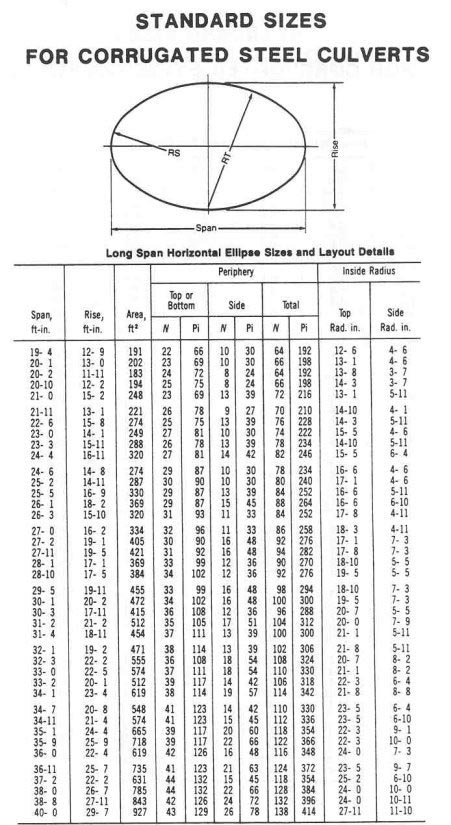 STANDARD SIZES
FOR CORRUGATED STEEL CULVERTS
RS
RT
Rise
Span
Long Span Horizontal Ellipse Sizes and Layout Details
Periphery Inside Radius
Top or Bottom Side Total Top Side
Span, ft-in. Rise, ft-in. Area, ft² N Pi N Pi N Pi Rad. in. Rad. in.
19- 4 12- 9 191 22 66 10 30 64 192 12- 6 4- 6
20- 1 13- 0 202 23 69 10 30 66 198 13- 1 4- 6
20- 2 11-11 183 24 72 8 24 64 192 13- 8 3- 7
20-10 12- 2 194 25 75 8 24 66 198 14- 3 3- 7
21- 0 15- 2 248 23 69 13 39 72 216 13- 1 5-11
21-11 13- 1 221 26 78 9 27 70 210 14-10 4- 1
22- 6 15- 8 274 25 75 13 39 76 228 14- 3 5-11
23- 0 14- 1 249 27 81 10 30 74 222 15- 5 4- 6
23- 3 15-11 288 26 78 13 39 78 234 14-10 5-11
24- 4 16-11 320 27 81 14 42 82 246 15- 5 6- 4
24- 6 14- 8 274 29 87 10 30 78 234 16- 6 4- 6
25- 2 14-11 287 30 90 10 30 80 240 17- 1 4- 6
25- 5 16- 9 330 29 87 13 39 84 252 16- 6 5-11
26- 1 18- 2 369 29 87 15 45 88 264 16- 6 6-10
26- 3 15-10 320 31 93 11 33 84 252 17- 8 4-11
27- 0 16- 2 334 32 96 11 33 86 258 18- 3 4-11
27- 2 19- 1 405 30 90 16 48 92 276 17- 1 7- 3
27-11 19- 5 421 31 92 16 48 94 282 17- 8 7- 3
28- 1 17- 1 369 33 99 12 36 90 270 18-10 5- 5
28-10 17- 5 384 34 102 12 36 92 276 19- 5 5- 5
29- 5 19-11 455 33 99 16 48 98 294 18-10 7- 3
30- 1 20- 2 472 34 102 16 48 100 300 19- 5 7- 3
30- 3 17-11 415 36 108 12 36 96 288 20- 7 5- 5
31- 2 21- 2 512 35 105 17 51 104 312 20- 0 7- 9
31- 4 18-11 454 37 111 13 39 100 300 21- 1 5-11
32- 1 19- 2 471 38 114 13 39 102 306 21- 8 5-11
32- 3 22- 2 555 36 108 18 54 108 324 20- 7 8- 2
33- 0 22- 5 574 37 111 18 54 110 330 21- 1 8- 2
33- 2 20- 1 512 39 117 14 42 106 318 22- 3 6- 4
34- 1 23- 4 619 38 114 19 57 114 342 21- 8 8- 8
34- 7 20- 8 548 41 123 14 42 110 330 23- 5 6- 4
34-11 21- 4 574 41 123 15 45 112 336 23- 5 6-10
35- 1 24- 4 665 39 117 20 60 118 354 22- 3 9- 1
35- 9 25- 9 718 39 117 22 66 122 366 22- 3 10- 0
36- 0 22- 4 619 42 126 16 48 116 348 24- 0 7- 3
36-11 25- 7 735 41 123 21 63 124 372 23- 5 9- 7
37- 2 22- 2 631 44 132 15 45 118 354 25- 2 6-10
38- 0 26- 7 785 44 132 22 66 128 384 24- 0 10- 0
38- 8 27-11 843 42 126 24 72 132 396 24- 0 10-11
40- 0 29- 7 927 43 129 26 78 138 414 27-11 11-10